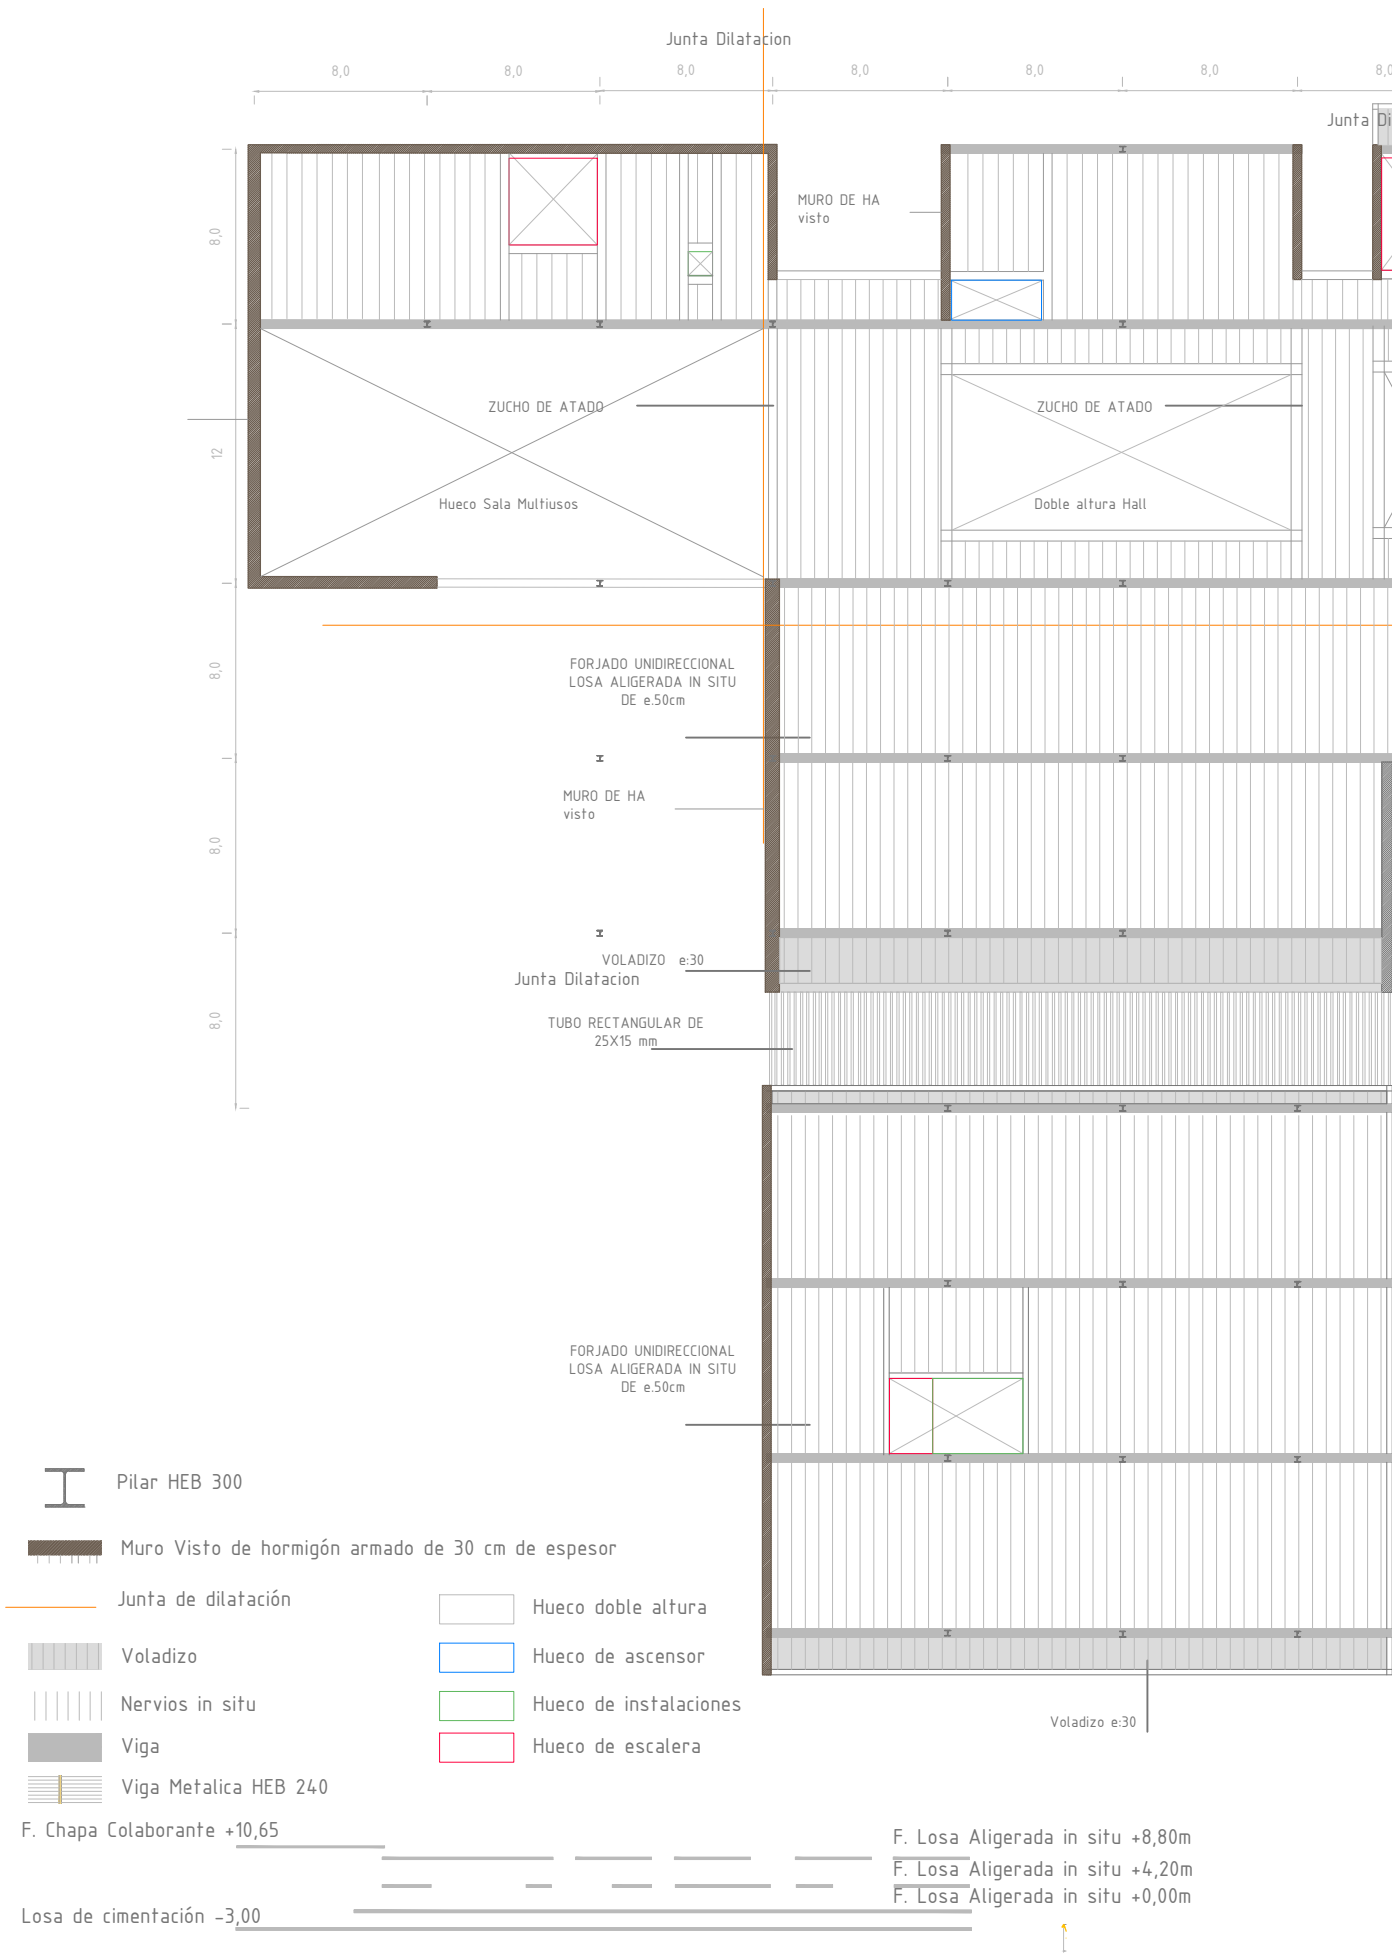 Junta Dilatacion
8,0
8,0
8,0
8,0
8,0
8,0
8,0
Junta Di
MURO DE HA
visto
8,0
ZUCHO DE ATADO
ZUCHO DE ATADO
12
Hueco Sala Multiusos
Doble altura Hall
FORJADO UNIDIRECCIONAL
LOSA ALIGERADA IN SITU
DE e.50cm
8,0
MURO DE HA
visto
8,0
VOLADIZO e:30
Junta Dilatacion
TUBO RECTANGULAR DE
25X15 mm
8,0
FORJADO UNIDIRECCIONAL
LOSA ALIGERADA IN SITU
DE e.50cm
Pilar HEB 300
Muro Visto de hormigón armado de 30 cm de espesor
Junta de dilatación
Voladizo
Nervios in situ
Viga
Viga Metalica HEB 240
Hueco doble altura
Hueco de ascensor
Hueco de instalaciones
Hueco de escalera
Voladizo e:30
F. Chapa Colaborante +10,65
F. Losa Aligerada in situ +8,80m
F. Losa Aligerada in situ +4,20m
F. Losa Aligerada in situ +0,00m
Losa de cimentación -3,00